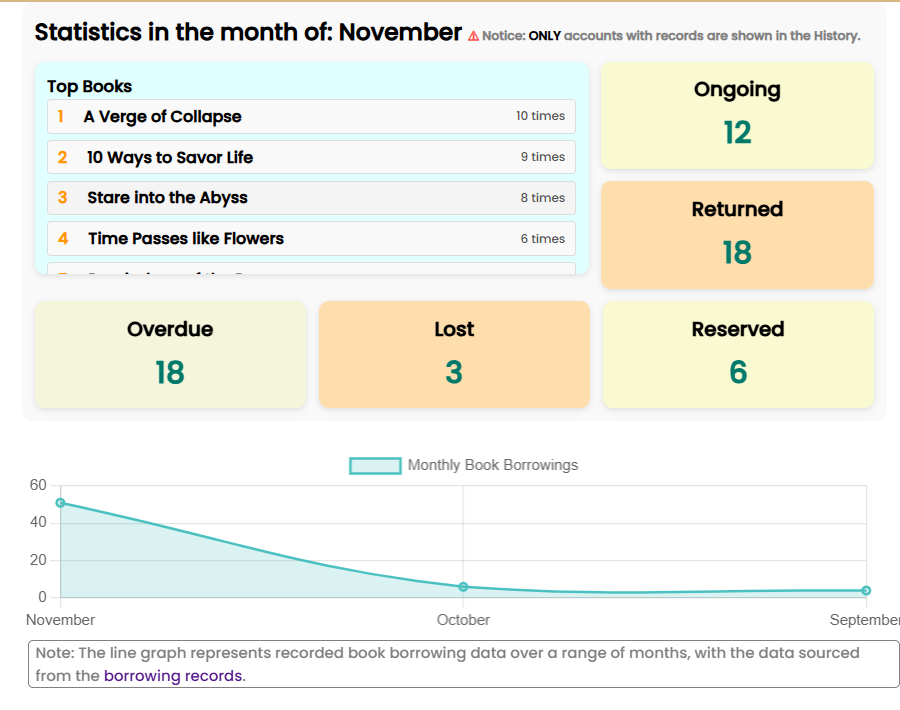 Statistics in the month of: November ⚠ Notice: ONLY accounts with records are shown in the History.
Top Books
1 A Verge of Collapse 10 times
2 10 Ways to Savor Life 9 times
3 Stare into the Abyss 8 times
4 Time Passes like Flowers 6 times
Ongoing
12
Returned
18
Overdue
18
Lost
3
Reserved
6
Monthly Book Borrowings
60
40
20
0
November October September
Note: The line graph represents recorded book borrowing data over a range of months, with the data sourced
from the borrowing records.